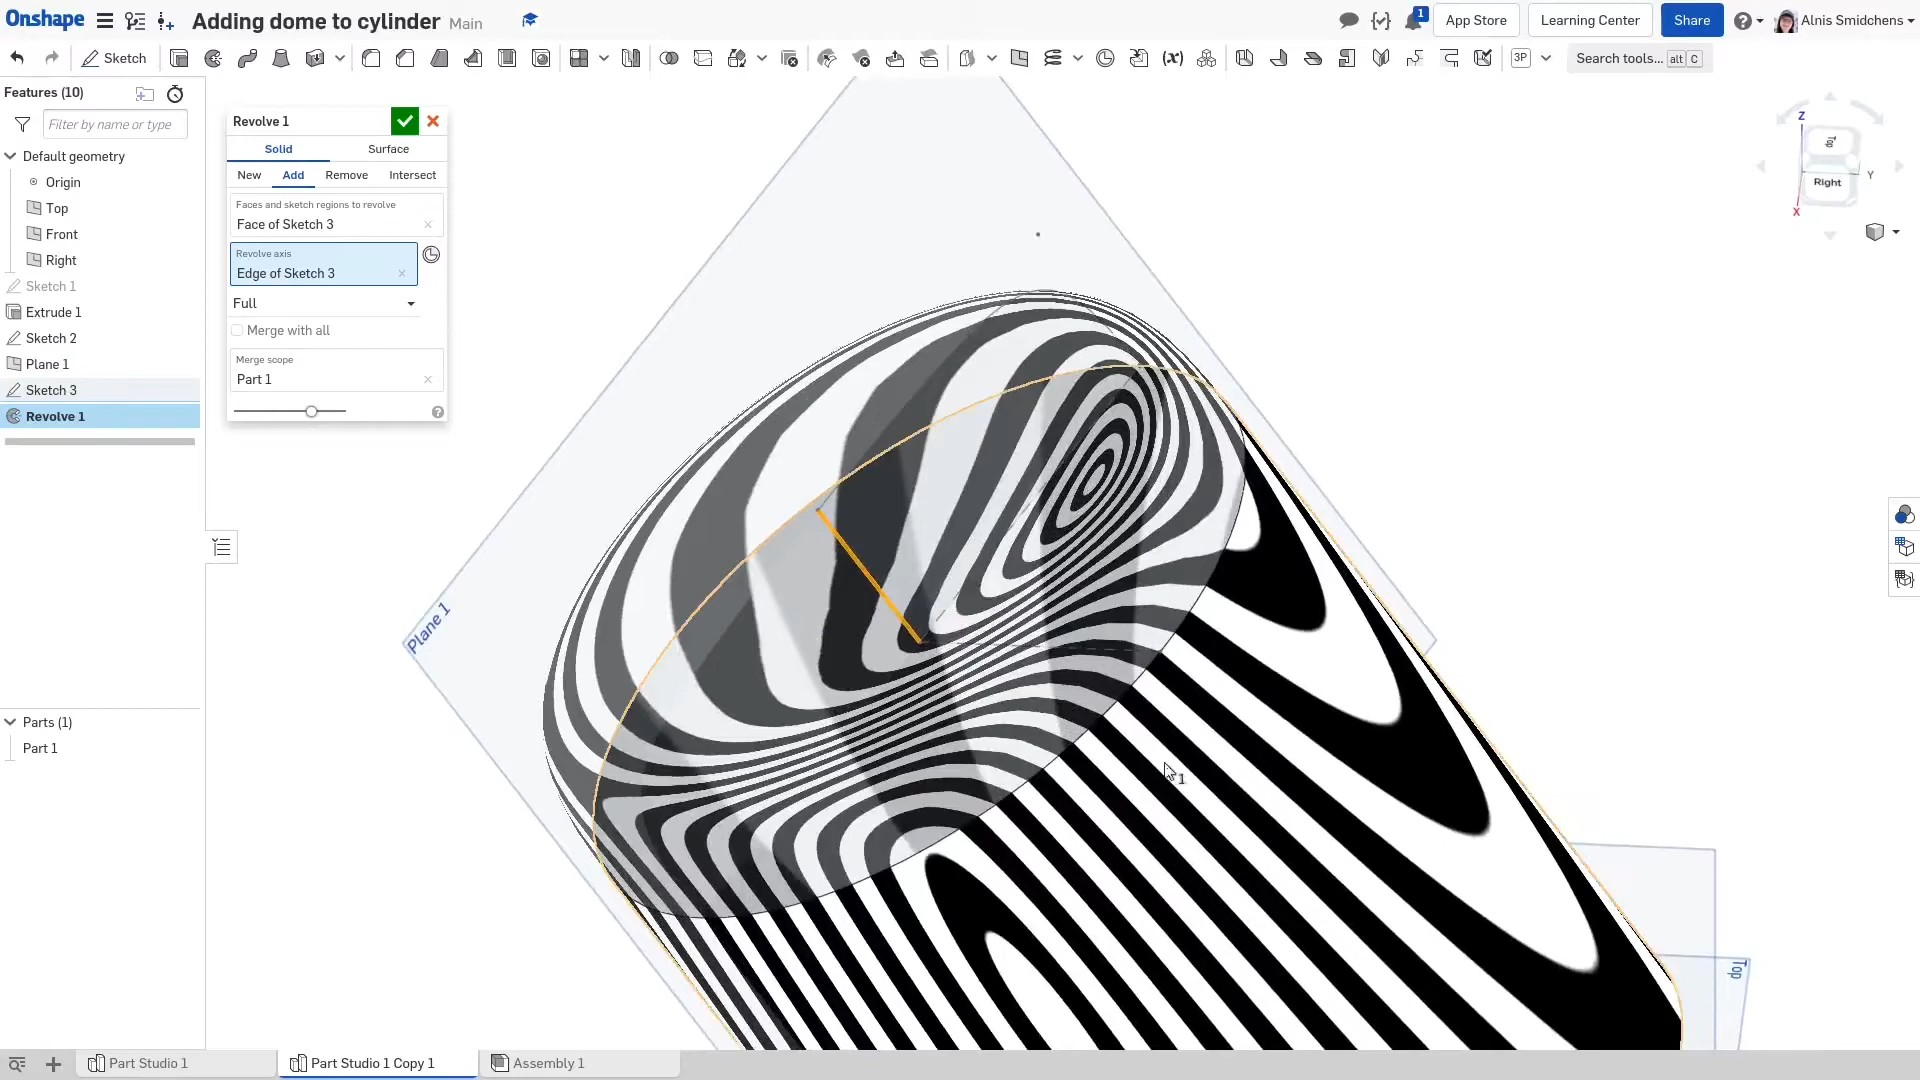 Onshape
Adding dome to cylinder Main
1
App Store
Learning Center
Share
Alnis Smidchens
Sketch
3P
Search tools... alt C
Features (10)
Filter by name or type
Default geometry
Origin
Top
Front
Right
Sketch 1
Extrude 1
Sketch 2
Plane 1
Sketch 3
Revolve 1
Parts (1)
Part 1
Revolve 1
Solid Surface
New Add Remove Intersect
Faces and sketch regions to revolve
Face of Sketch 3
Revolve axis
Edge of Sketch 3
Full
Merge with all
Merge scope
Part 1
Plane 1
1
Z
Top
Right
Y
X
Top
Part Studio 1
Part Studio 1 Copy 1
Assembly 1